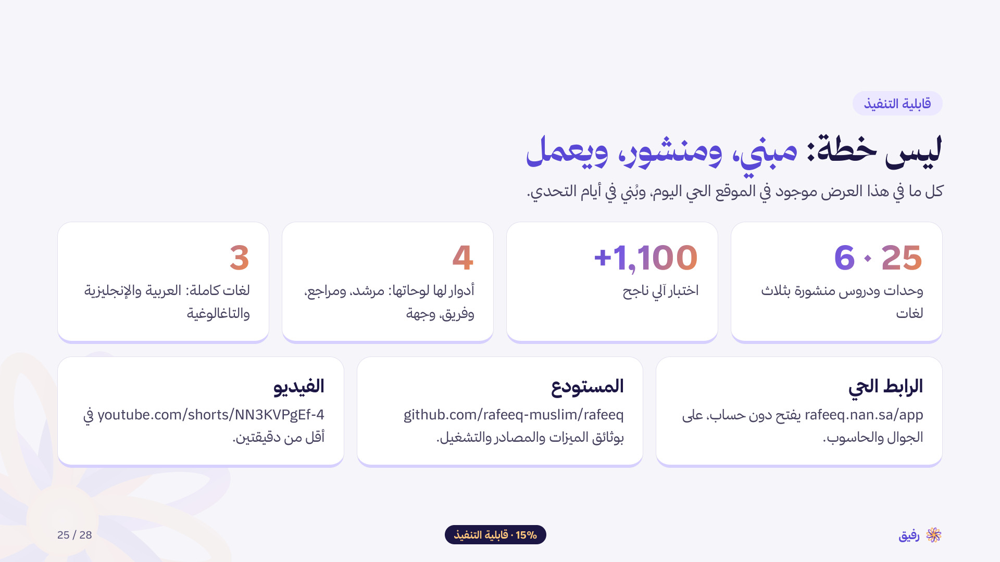 قابلية التنفيذ
ليس خطة: مبني، ومنشور، ويعمل
كل ما في هذا العرض موجود في الموقع الحي اليوم، وبُني في أيام التحدي.
25 · 6
وحدات ودروس منشورة بثلاث
لغات
+1,100
اختبار آلي ناجح
4
أدوار لها لوحاتها: مرشد، ومراجع،
وفريق، وجهة
3
لغات كاملة: العربية والإنجليزية
والتاغالوغية
الرابط الحي
rafeeq.nan.sa/app يفتح دون حساب، على
الجوال والحاسوب.
المستودع
github.com/rafeeq-muslim/rafeeq
بوثائق الميزات والمصادر والتشغيل.
الفيديو
youtube.com/shorts/NN3KVPgEf-4 في
أقل من دقيقتين.
رفيق
15% · قابلية التنفيذ
25 / 28